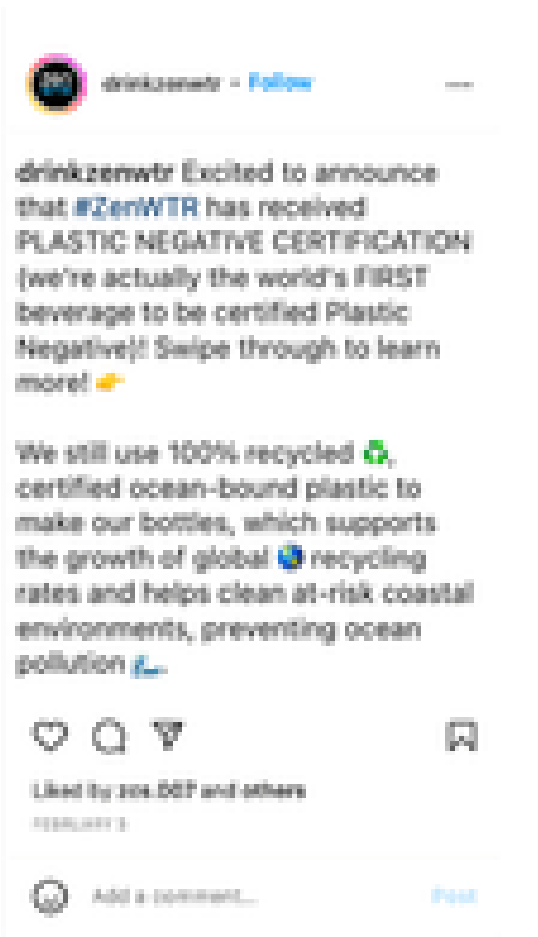 drinkzenwtr • Follow
drinkzenwtr Excited to announce
that #ZenWTR has received
PLASTIC NEGATIVE CERTIFICATION
(we're actually the world's FIRST
beverage to be certified Plastic
Negative)! Swipe through to learn
more! 👉
We still use 100% recycled ♻️,
certified ocean-bound plastic to
make our bottles, which supports
the growth of global 🌎 recycling
rates and helps clean at-risk coastal
environments, preventing ocean
pollution 🌊.
Liked by and others
FEBRUARY
Add a comment...
Post